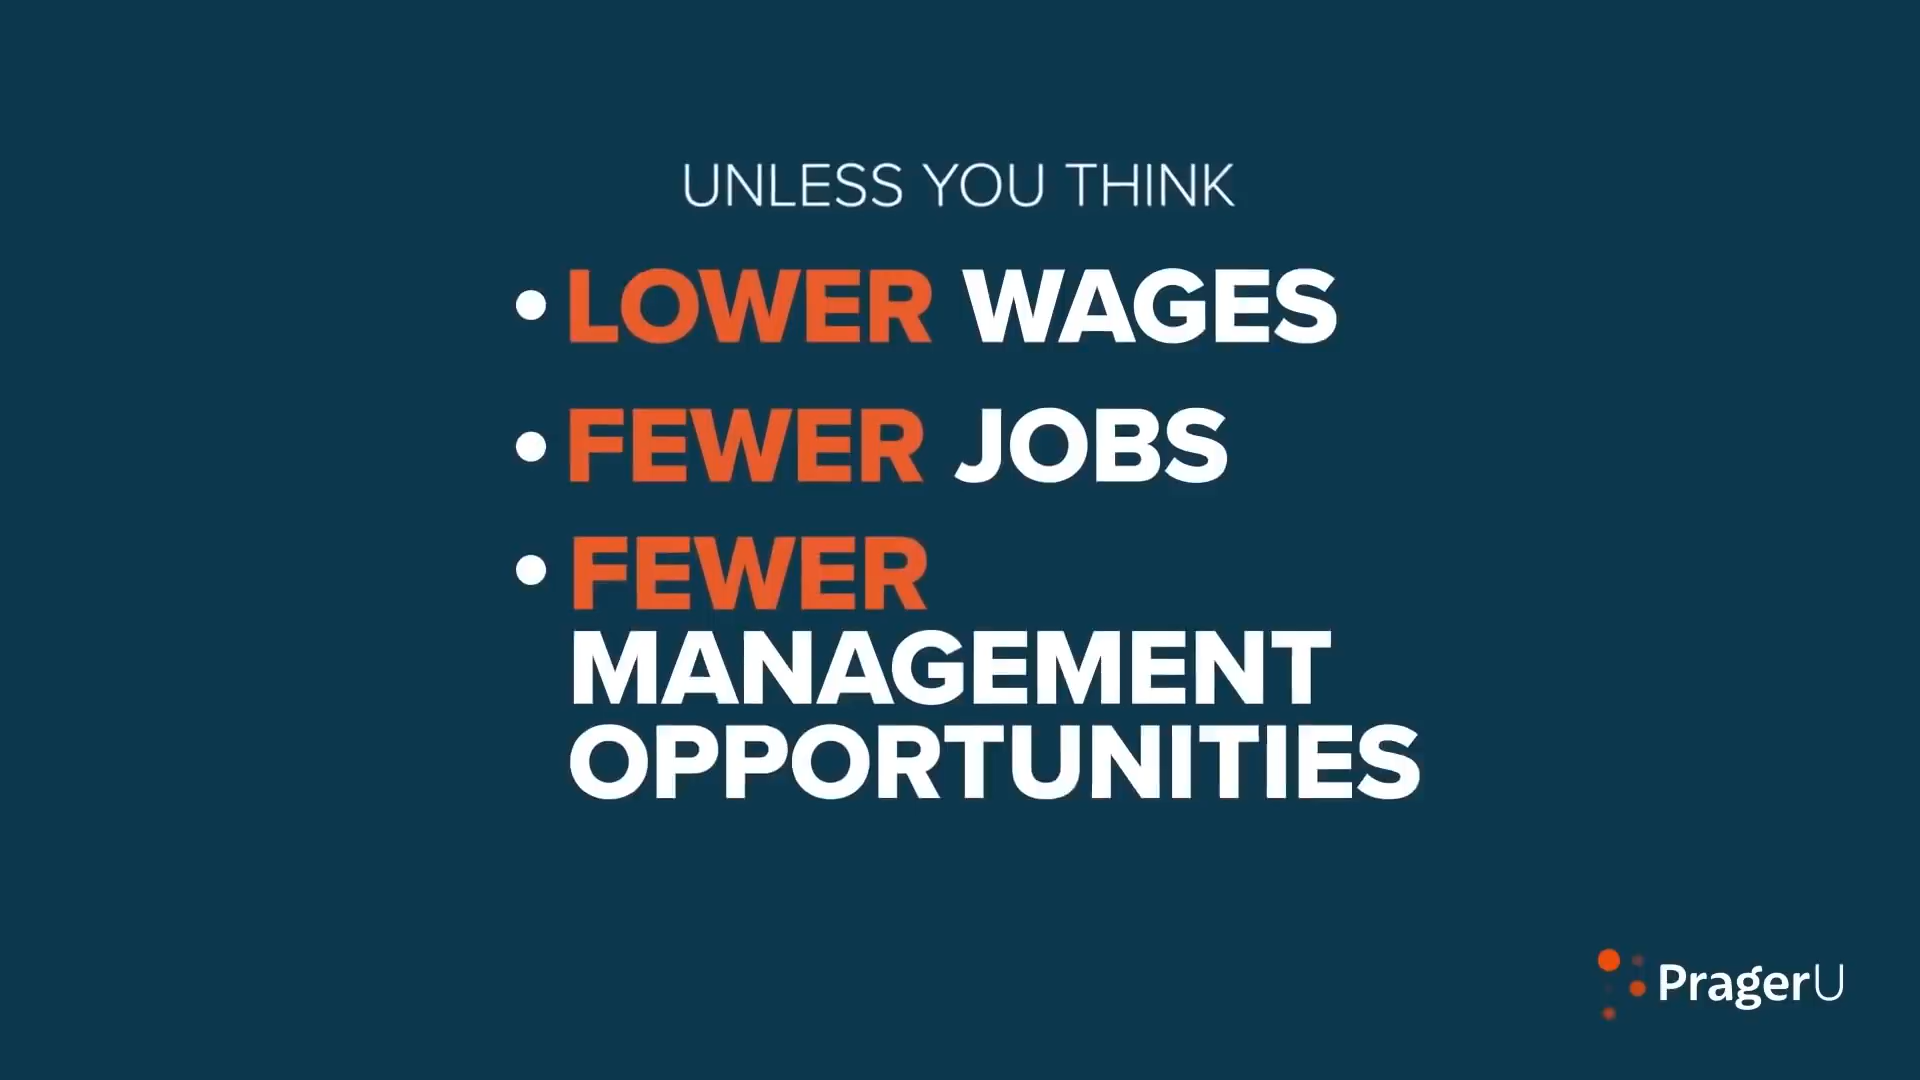 UNLESS YOU THINK
• LOWER WAGES
• FEWER JOBS
• FEWER
MANAGEMENT
OPPORTUNITIES
PragerU